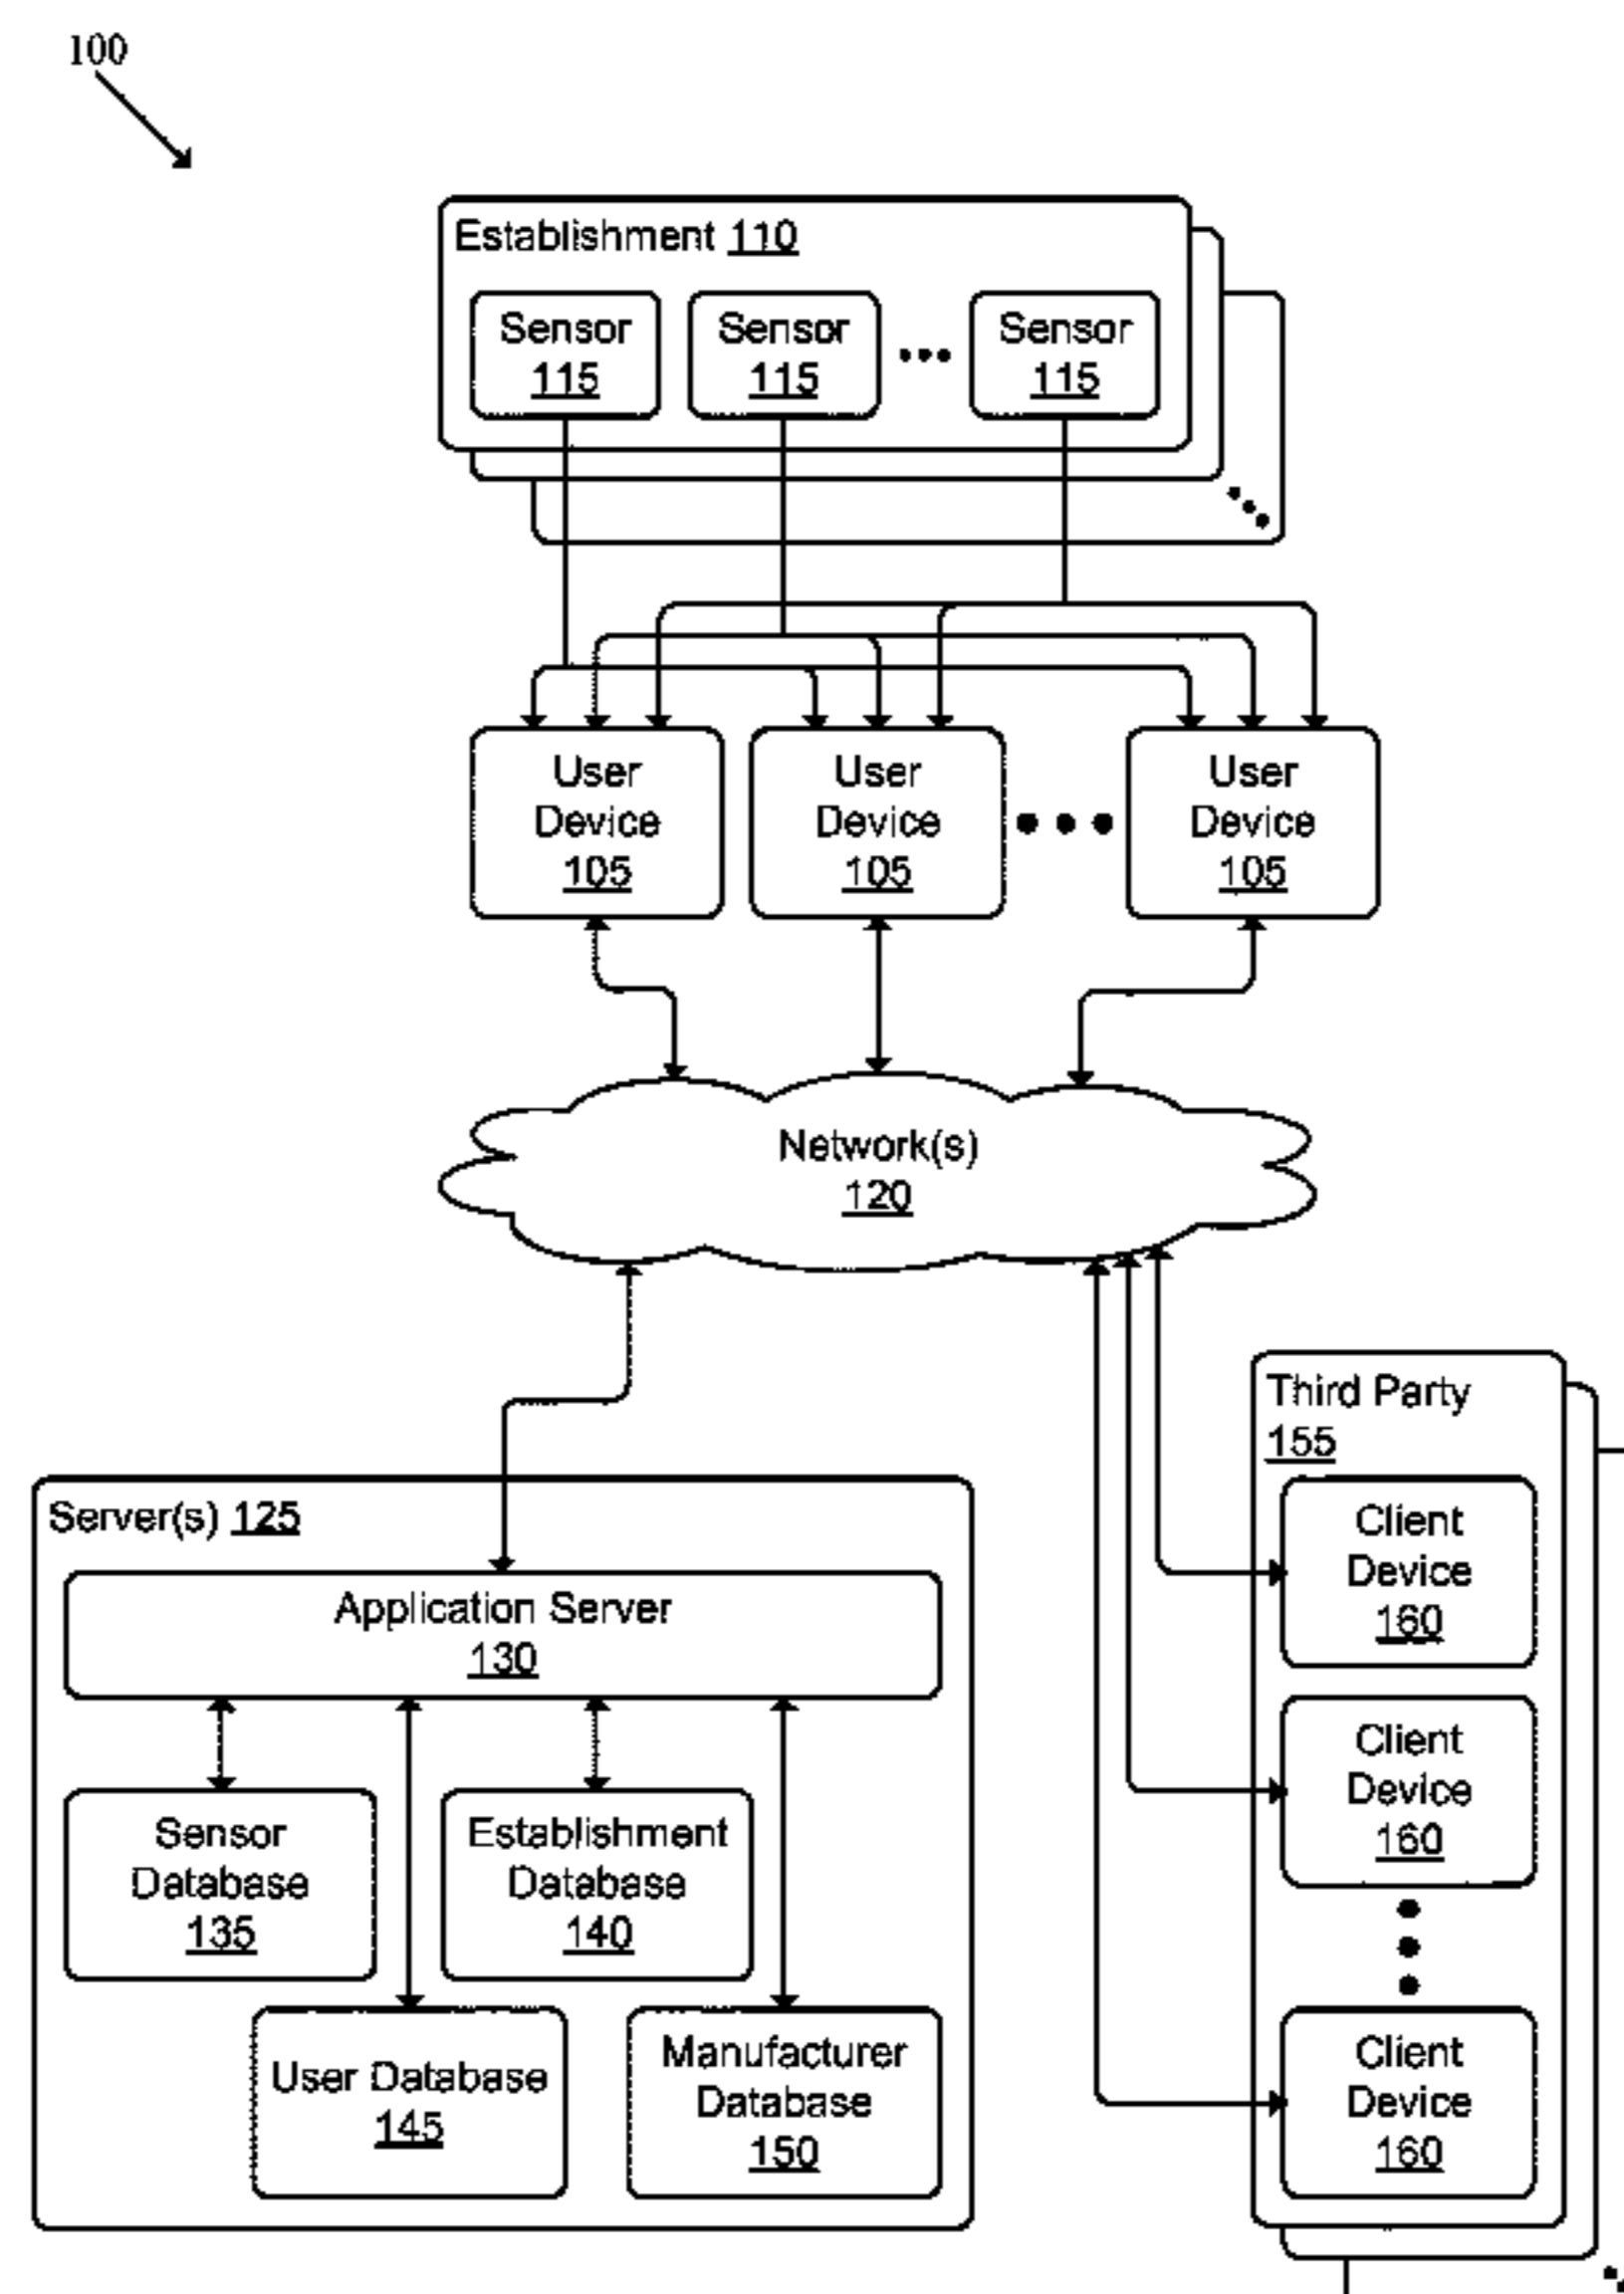 100
Establishment 110
Sensor
115
Sensor
115
Sensor
115
User
Device
105
User
Device
105
User
Device
105
Network(s)
120
Third Party
155
Client
Device
160
Client
Device
160
Client
Device
160
Server(s) 125
Application Server
130
Sensor
Database
135
Establishment
Database
140
User Database
145
Manufacturer
Database
150